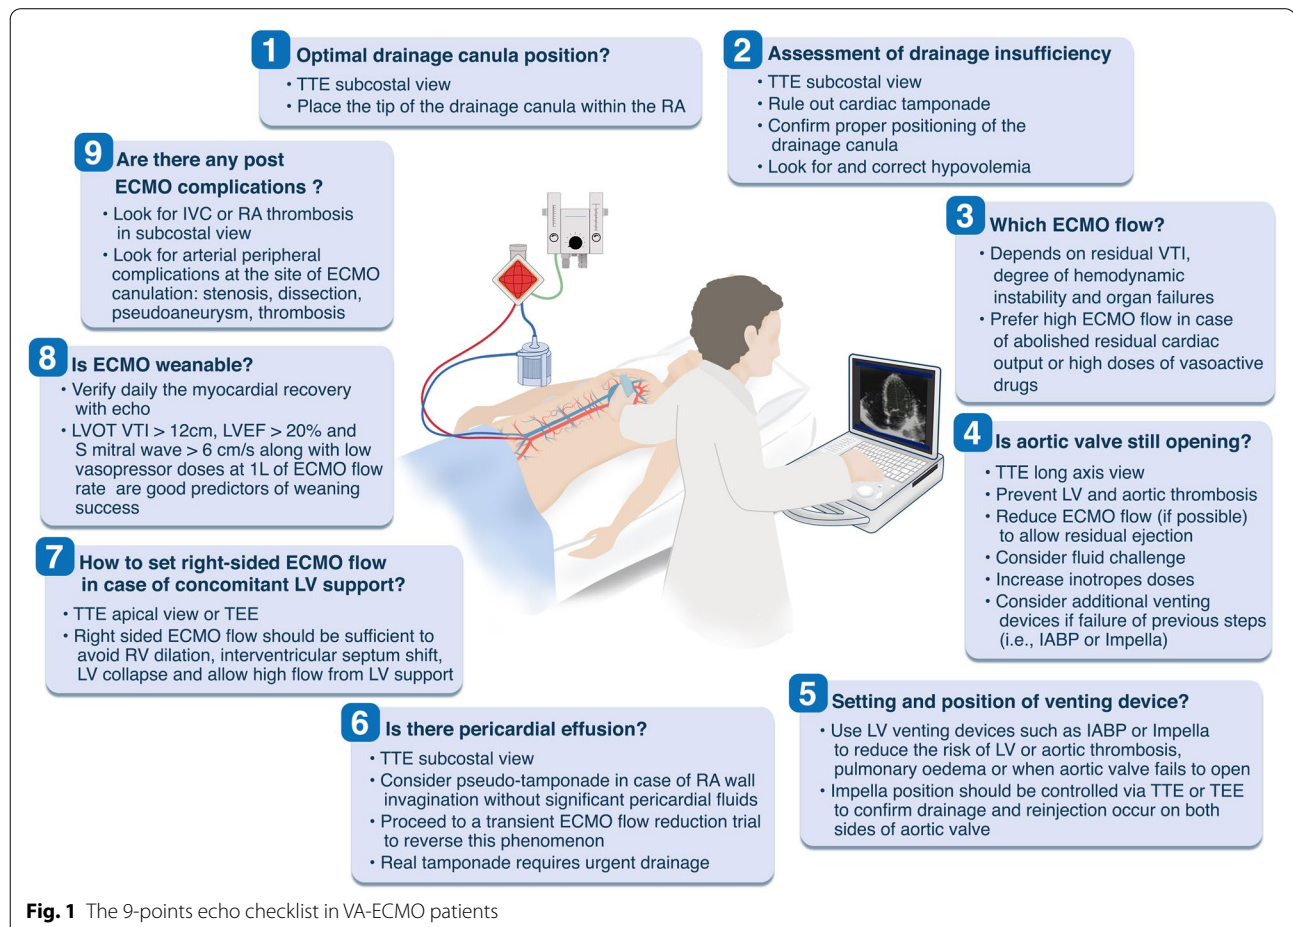 1 Optimal drainage canula position?
• TTE subcostal view
• Place the tip of the drainage canula within the RA
2 Assessment of drainage insufficiency
• TTE subcostal view
• Rule out cardiac tamponade
• Confirm proper positioning of the
drainage canula
• Look for and correct hypovolemia
3 Which ECMO flow?
• Depends on residual VTI,
degree of hemodynamic
instability and organ failures
• Prefer high ECMO flow in case
of abolished residual cardiac
output or high doses of vasoactive
drugs
4 Is aortic valve still opening?
• TTE long axis view
• Prevent LV and aortic thrombosis
• Reduce ECMO flow (if possible)
to allow residual ejection
• Consider fluid challenge
• Increase inotropes doses
• Consider additional venting
devices if failure of previous steps
(i.e., IABP or Impella)
5 Setting and position of venting device?
• Use LV venting devices such as IABP or Impella
to reduce the risk of LV or aortic thrombosis,
pulmonary oedema or when aortic valve fails to open
• Impella position should be controlled via TTE or TEE
to confirm drainage and reinjection occur on both
sides of aortic valve
6 Is there pericardial effusion?
• TTE subcostal view
• Consider pseudo-tamponade in case of RA wall
invagination without significant pericardial fluids
• Proceed to a transient ECMO flow reduction trial
to reverse this phenomenon
• Real tamponade requires urgent drainage
7 How to set right-sided ECMO flow
in case of concomitant LV support?
• TTE apical view or TEE
• Right sided ECMO flow should be sufficient to
avoid RV dilation, interventricular septum shift,
LV collapse and allow high flow from LV support
8 Is ECMO weanable?
• Verify daily the myocardial recovery
with echo
• LVOT VTI > 12cm, LVEF > 20% and
S mitral wave > 6 cm/s along with low
vasopressor doses at 1L of ECMO flow
rate are good predictors of weaning
success
9 Are there any post
ECMO complications ?
• Look for IVC or RA thrombosis
in subcostal view
• Look for arterial peripheral
complications at the site of ECMO
canulation: stenosis, dissection,
pseudoaneurysm, thrombosis
Fig. 1 The 9-points echo checklist in VA-ECMO patients